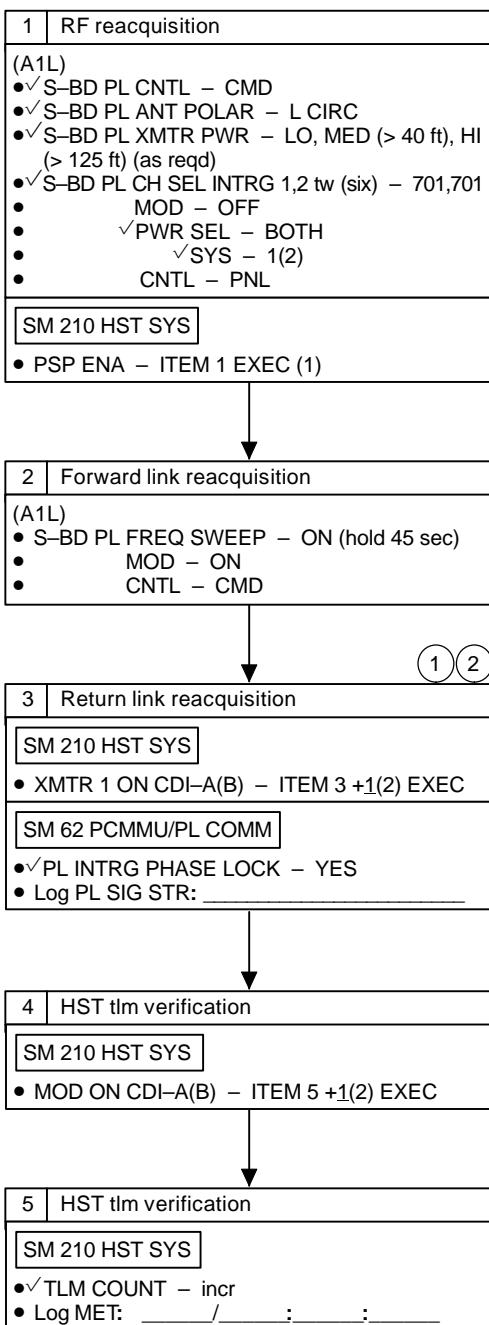 1 RF reacquisition
(A1L)
●✓S–BD PL CNTL – CMD
●✓S–BD PL ANT POLAR – L CIRC
●✓S–BD PL XMTR PWR – LO, MED (> 40 ft), HI
(> 125 ft) (as reqd)
●✓S–BD PL CH SEL INTRG 1,2 tw (six) – 701,701
● MOD – OFF
● ✓PWR SEL – BOTH
● ✓SYS – 1(2)
● CNTL – PNL
SM 210 HST SYS
● PSP ENA – ITEM 1 EXEC (1)
2 Forward link reacquisition
(A1L)
● S–BD PL FREQ SWEEP – ON (hold 45 sec)
● MOD – ON
● CNTL – CMD
1 2
3 Return link reacquisition
SM 210 HST SYS
● XMTR 1 ON CDI–A(B) – ITEM 3 +1(2) EXEC
SM 62 PCMMU/PL COMM
●✓PL INTRG PHASE LOCK – YES
● Log PL SIG STR: ________________________
4 HST tlm verification
SM 210 HST SYS
● MOD ON CDI–A(B) – ITEM 5 +1(2) EXEC
5 HST tlm verification
SM 210 HST SYS
●✓TLM COUNT – incr
● Log MET: ______/______:______:______